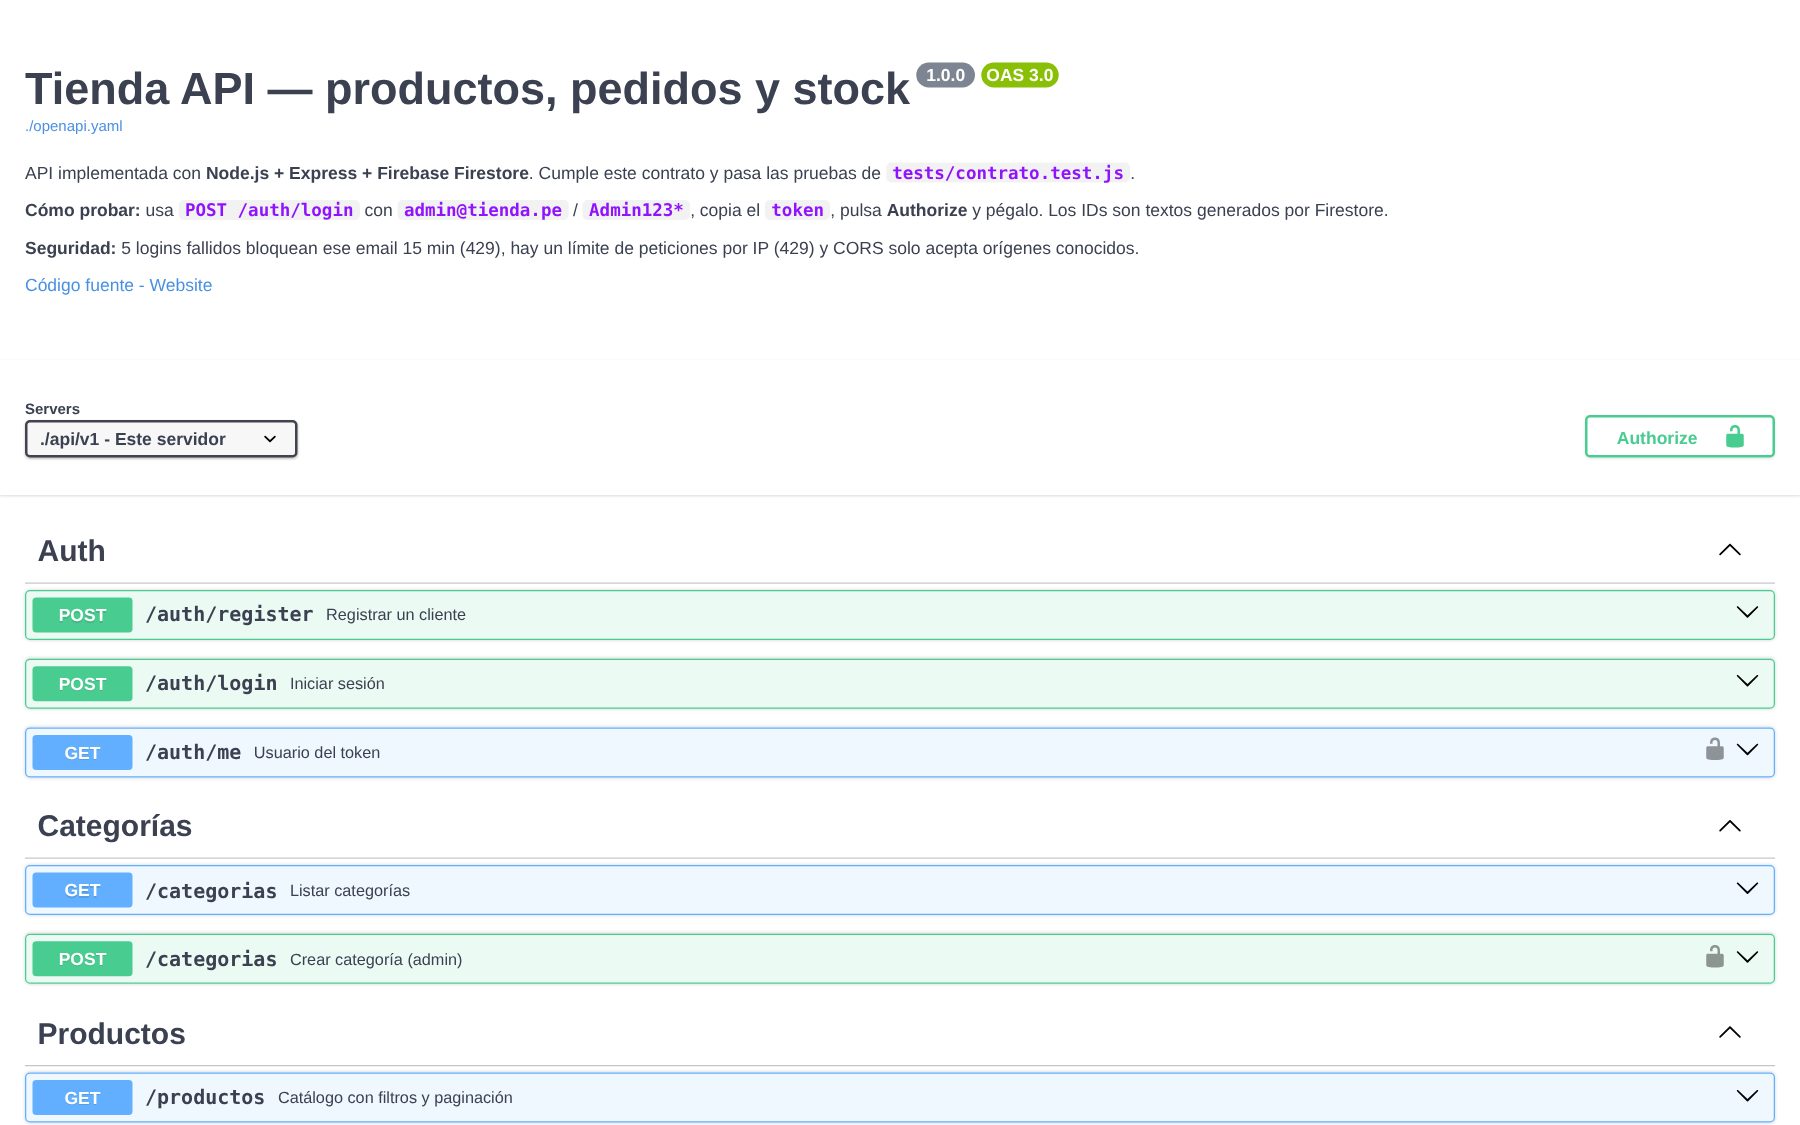 Tienda API — productos, pedidos y stock 1.0.0 OAS 3.0
./openapi.yaml
API implementada con Node.js + Express + Firebase Firestore. Cumple este contrato y pasa las pruebas de tests/contrato.test.js.
Cómo probar: usa POST /auth/login con admin@tienda.pe / Admin123*, copia el token, pulsa Authorize y pégalo. Los IDs son textos generados por Firestore.
Seguridad: 5 logins fallidos bloquean ese email 15 min (429), hay un límite de peticiones por IP (429) y CORS solo acepta orígenes conocidos.
Código fuente - Website
Servers
./api/v1 - Este servidor
Authorize
Auth
POST /auth/register Registrar un cliente
POST /auth/login Iniciar sesión
GET /auth/me Usuario del token
Categorías
GET /categorias Listar categorías
POST /categorias Crear categoría (admin)
Productos
GET /productos Catálogo con filtros y paginación